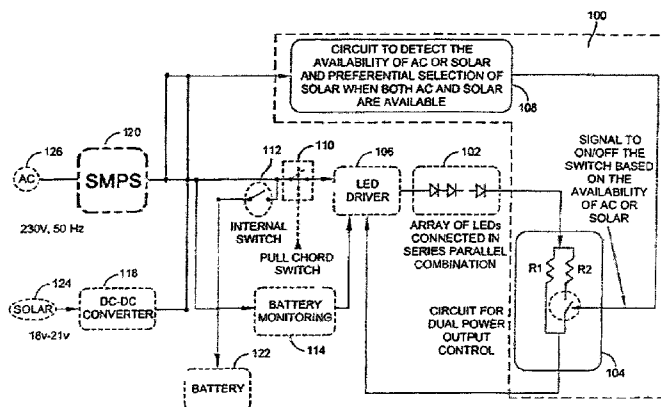 100
CIRCUIT TO DETECT THE
AVAILABILITY OF AC OR SOLAR
AND PREFERENTIAL SELECTION OF
SOLAR WHEN BOTH AC AND SOLAR
ARE AVAILABLE
108
120
126
AC
SMPS
230V, 50 Hz
112
110
106
102
LED
DRIVER
INTERNAL
SWITCH
PULL CHORD
SWITCH
ARRAY OF LEDs
CONNECTED IN
SERIES PARALLEL
COMBINATION
SIGNAL TO
ON/OFF THE
SWITCH BASED
ON THE
AVAILABILITY
OF AC OR
SOLAR
124
SOLAR
18v-21v
118
DC-DC
CONVERTER
BATTERY
MONITORING
114
122
BATTERY
R1
R2
CIRCUIT FOR
DUAL POWER
OUTPUT
CONTROL
104